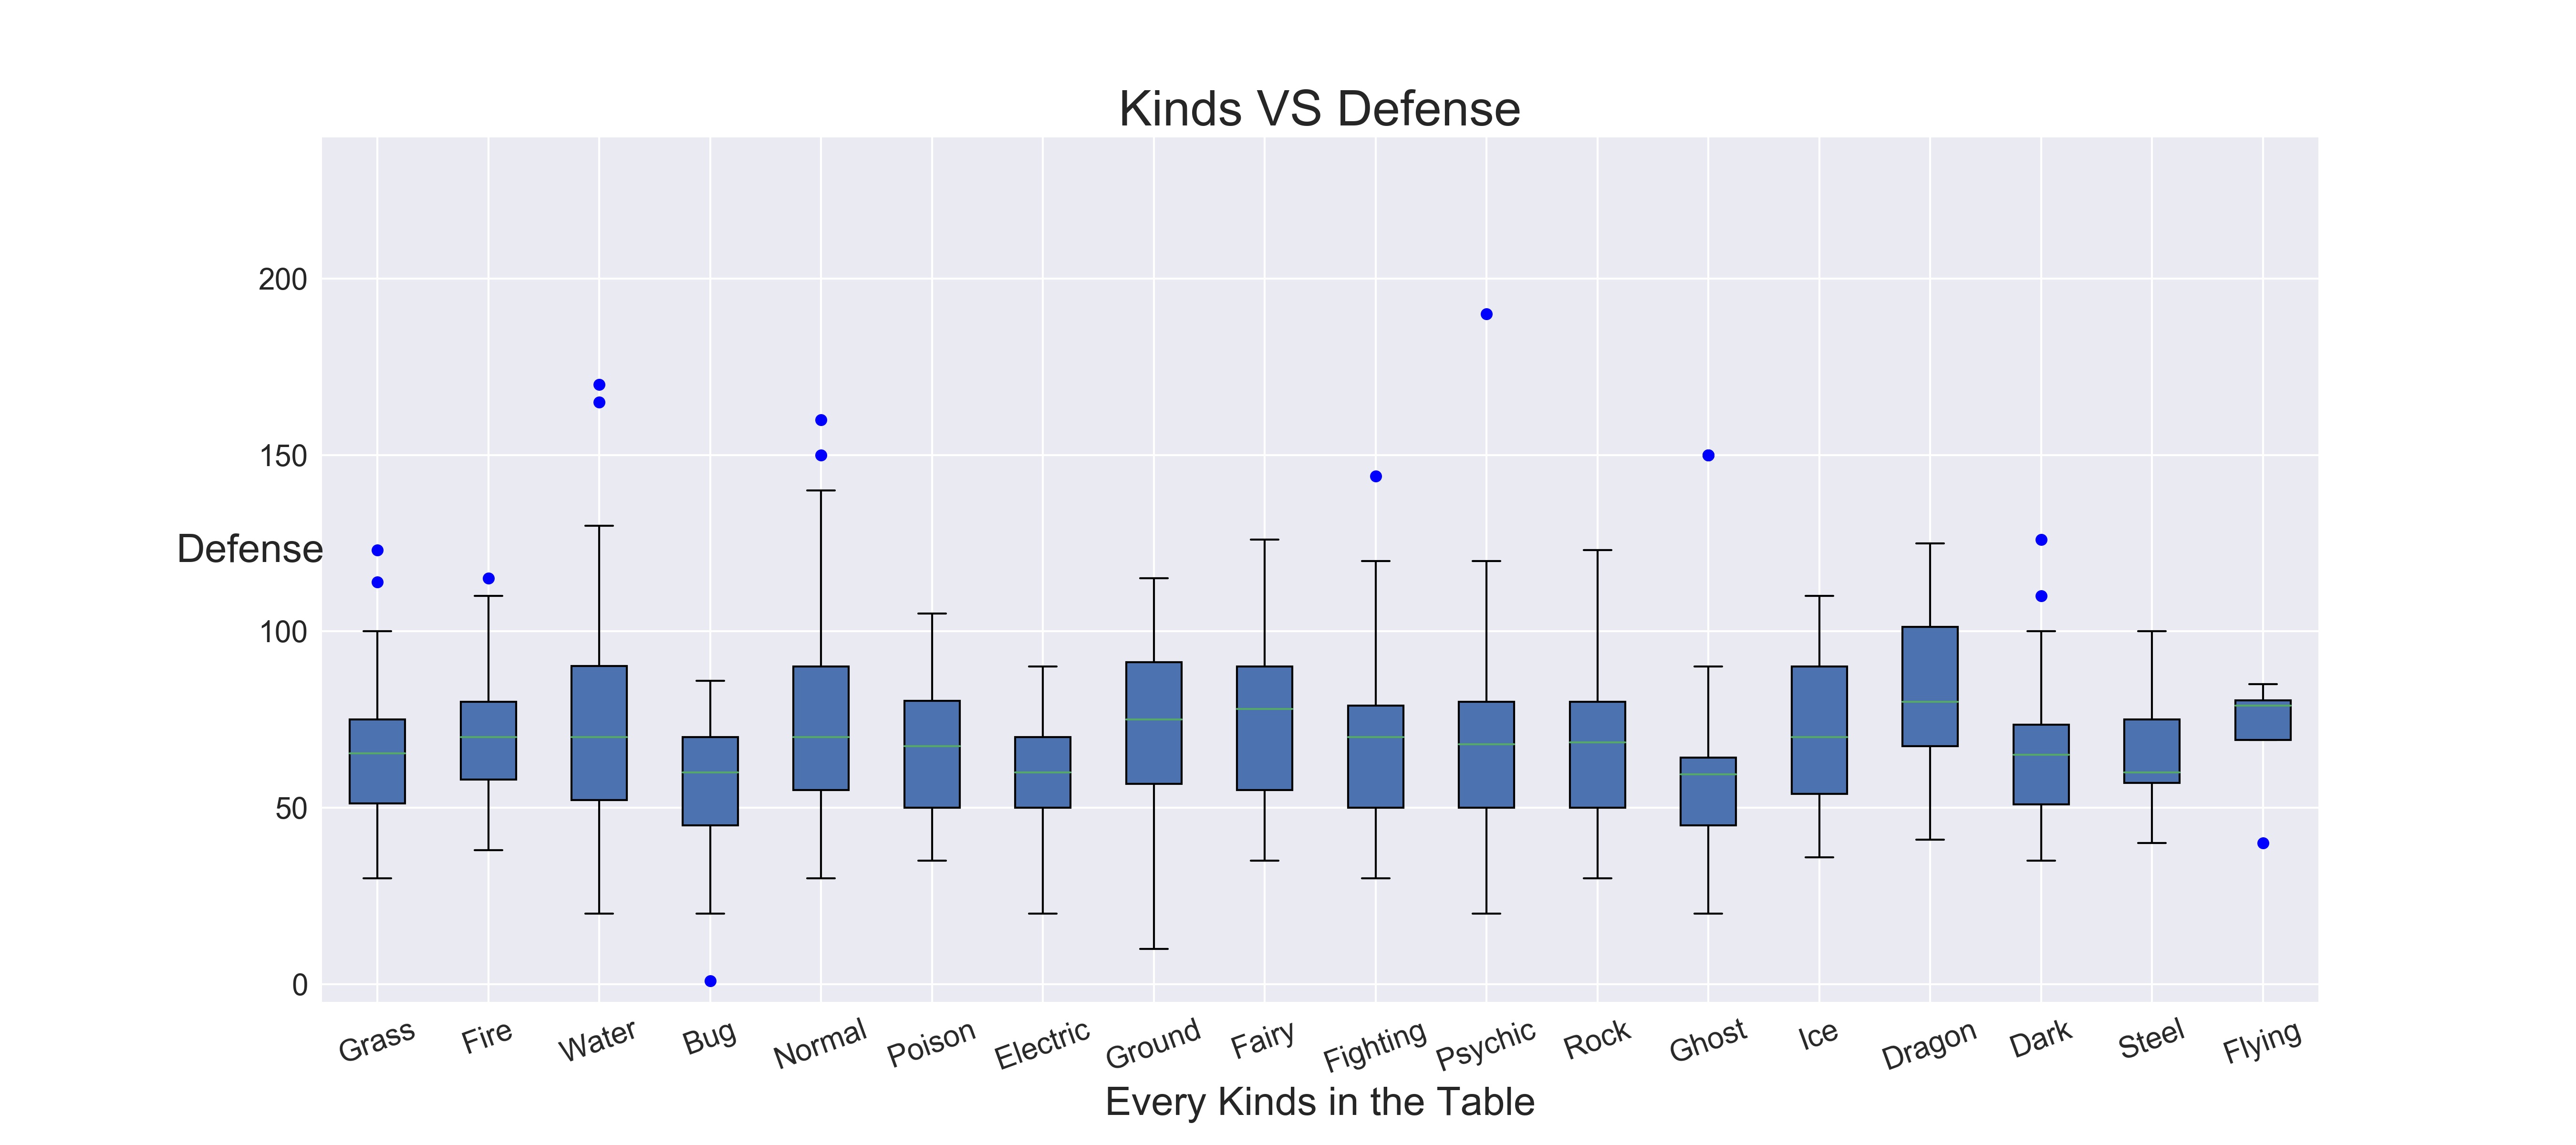 Kinds VS Defense
200
150
Defense
100
50
0
Grass Fire Water Bug Normal Poison Electric Ground Fairy Fighting Psychic Rock Ghost Ice Dragon Dark Steel Flying
Every Kinds in the Table